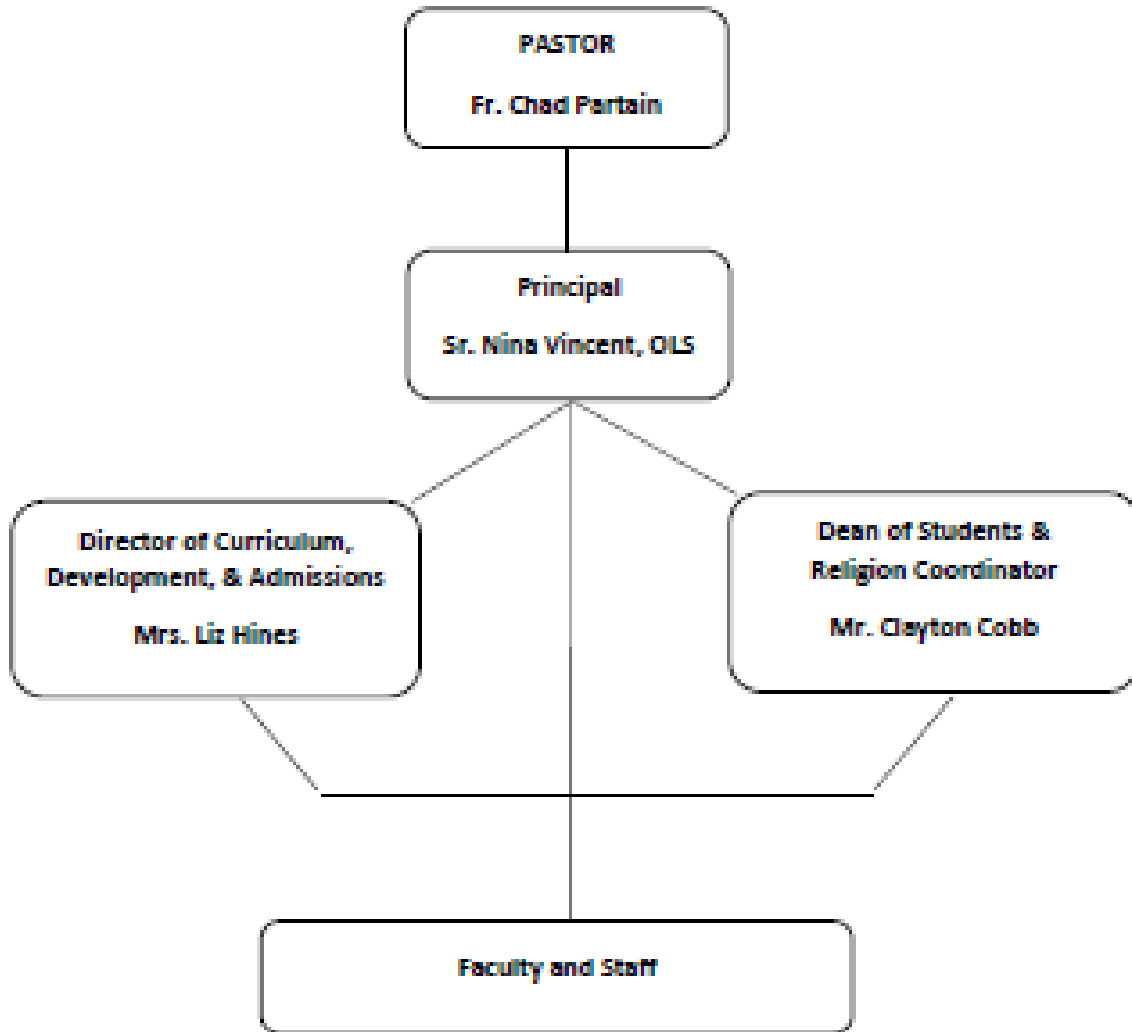 PASTOR
Fr. Chad Partain
Principal
Sr. Nina Vincent, OLS
Director of Curriculum,
Development, & Admissions
Mrs. Liz Hines
Dean of Students &
Religion Coordinator
Mr. Clayton Cobb
Faculty and Staff